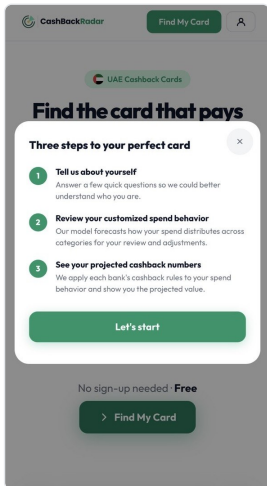 CashBackRadar
Find My Card
UAE Cashback Cards
Find the card that pays
Three steps to your perfect card
×
1
Tell us about yourself
Answer a few quick questions so we could better
understand who you are.
2
Review your customized spend behavior
Our model forecasts how your spend distributes across
categories for your review and adjustments.
3
See your projected cashback numbers
We apply each bank's cashback rules to your spend
behavior and show you the projected value.
Let's start
No sign-up needed · Free
> Find My Card